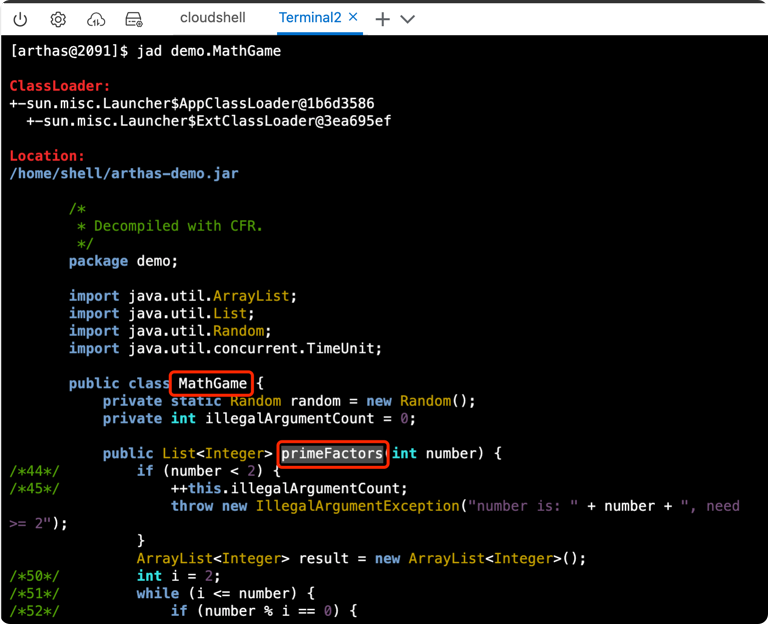 cloudshell Terminal2 ×
[arthas@2091]$ jad demo.MathGame
ClassLoader:
+-sun.misc.Launcher$AppClassLoader@1b6d3586
+-sun.misc.Launcher$ExtClassLoader@3ea695ef
Location:
/home/shell/arthas-demo.jar
/*
* Decompiled with CFR.
*/
package demo;
import java.util.ArrayList;
import java.util.List;
import java.util.Random;
import java.util.concurrent.TimeUnit;
public class MathGame {
private static Random random = new Random();
private int illegalArgumentCount = 0;
public List<Integer> primeFactors(int number) {
/*44*/ if (number < 2) {
/*45*/ ++this.illegalArgumentCount;
throw new IllegalArgumentException("number is: " + number + ", need
>= 2");
}
ArrayList<Integer> result = new ArrayList<Integer>();
/*50*/ int i = 2;
/*51*/ while (i <= number) {
/*52*/ if (number % i == 0) {